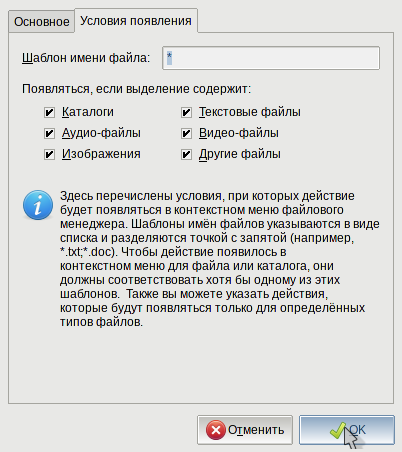 Основное Условия появления
Шаблон имени файла: *
Появляться, если выделение содержит:
Каталоги Текстовые файлы
Аудио-файлы Видео-файлы
Изображения Другие файлы
Здесь перечислены условия, при которых действие
будет появляться в контекстном меню файлового
менеджера. Шаблоны имён файлов указываются в виде
списка и разделяются точкой с запятой (например,
*.txt;*.doc). Чтобы действие появилось в
контекстном меню для файла или каталога, они
должны соответствовать хотя бы одному из этих
шаблонов. Также вы можете указать действия,
которые будут появляться только для определённых
типов файлов.
Отменить OK